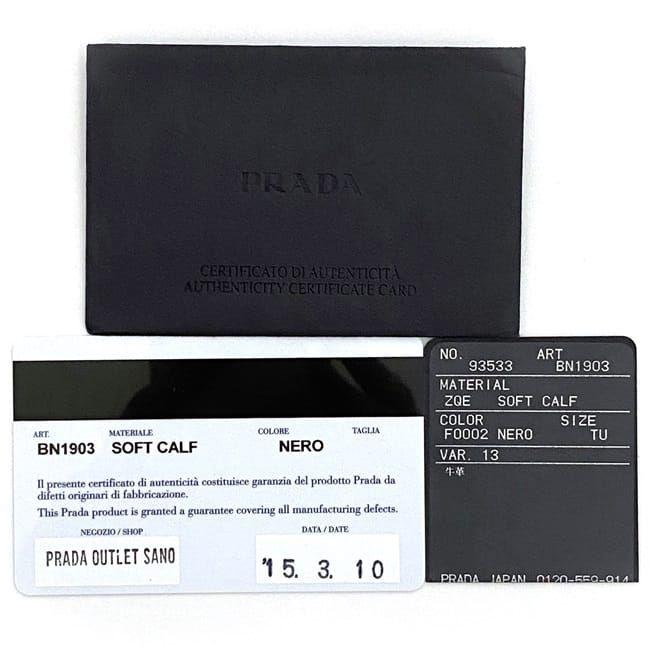 PRADA
CERTIFICATO DI AUTENTICITÀ
AUTHENTICITY CERTIFICATE CARD
ART. MATERIALE COLORE TAGLIA
BN1903 SOFT CALF NERO
Il presente certificato di autenticità costituisce garanzia del prodotto Prada da
difetti originari di fabbricazione.
This Prada product is granted a guarantee covering all manufacturing defects.
NEGOZIO / SHOP DATA / DATE
PRADA OUTLET SANO '15. 3. 10
NO. ART
93533 BN1903
MATERIAL
ZQE SOFT CALF
COLOR SIZE
F0002 NERO TU
VAR. 13
牛革
PRADA JAPAN 0120-559-914